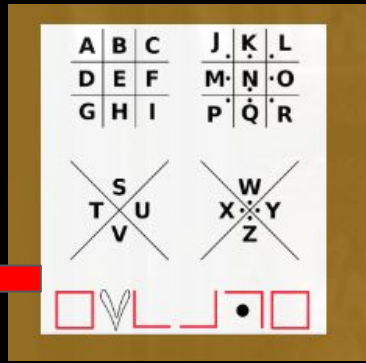 A B C J K L
D E F M N O
G H I P Q R
S W
T U X Y
V Z